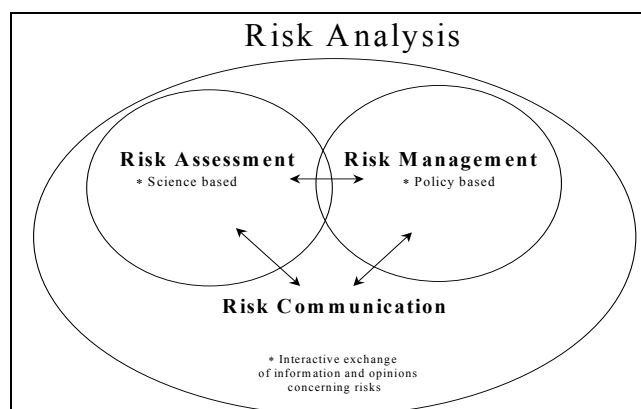 Risk Analysis
Risk Assessment
* Science based
Risk Management
* Policy based
Risk Communication
* Interactive exchange
of information and opinions
concerning risks